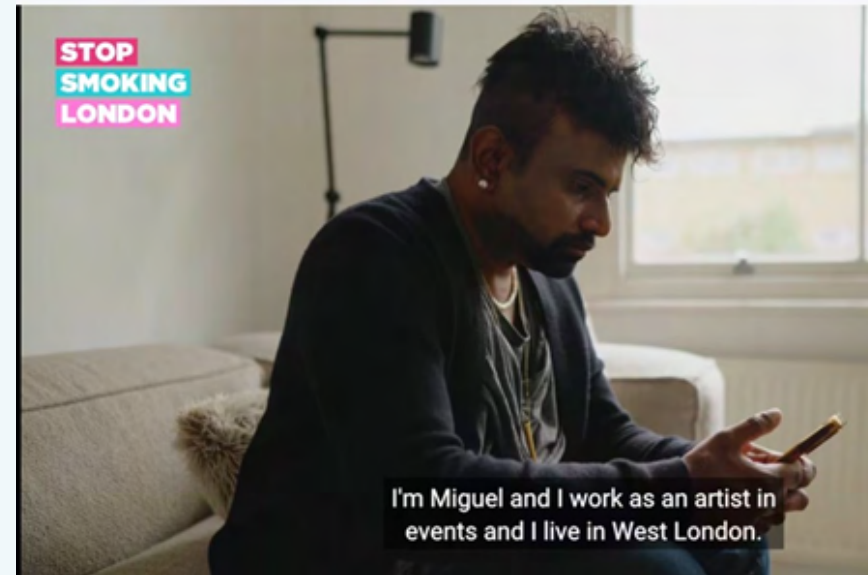 STOP
SMOKING
LONDON
I'm Miguel and I work as an artist in
events and I live in West London.